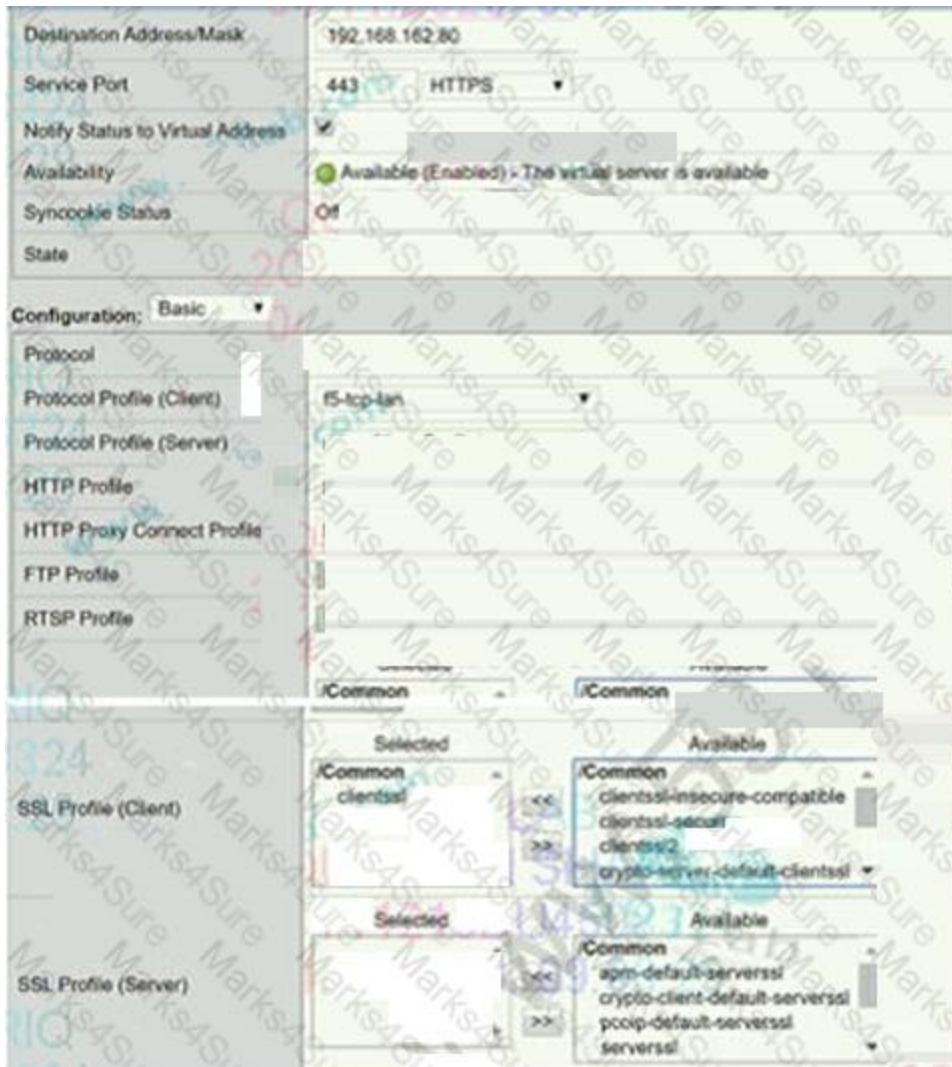 Destination Address/Mask 192.168.162.80
Service Port 443 HTTPS
Notify Status to Virtual Address
Availability Available (Enabled) - The virtual server is available
Syncookie Status Off
State
Configuration: Basic
Protocol
Protocol Profile (Client) f5-tcp-lan
Protocol Profile (Server)
HTTP Profile
HTTP Proxy Connect Profile
FTP Profile
RTSP Profile
/Common /Common
Selected Available
SSL Profile (Client)
/Common
clientssl
<<
>>
/Common
clientssl-insecure-compatible
clientssl-secur
clientssl2
crypto-server-default-clientssl
Selected Available
SSL Profile (Server)
<<
>>
/Common
apm-default-serverssl
crypto-client-default-serverssl
pcoip-default-serverssl
serverssl
Marks4Sure